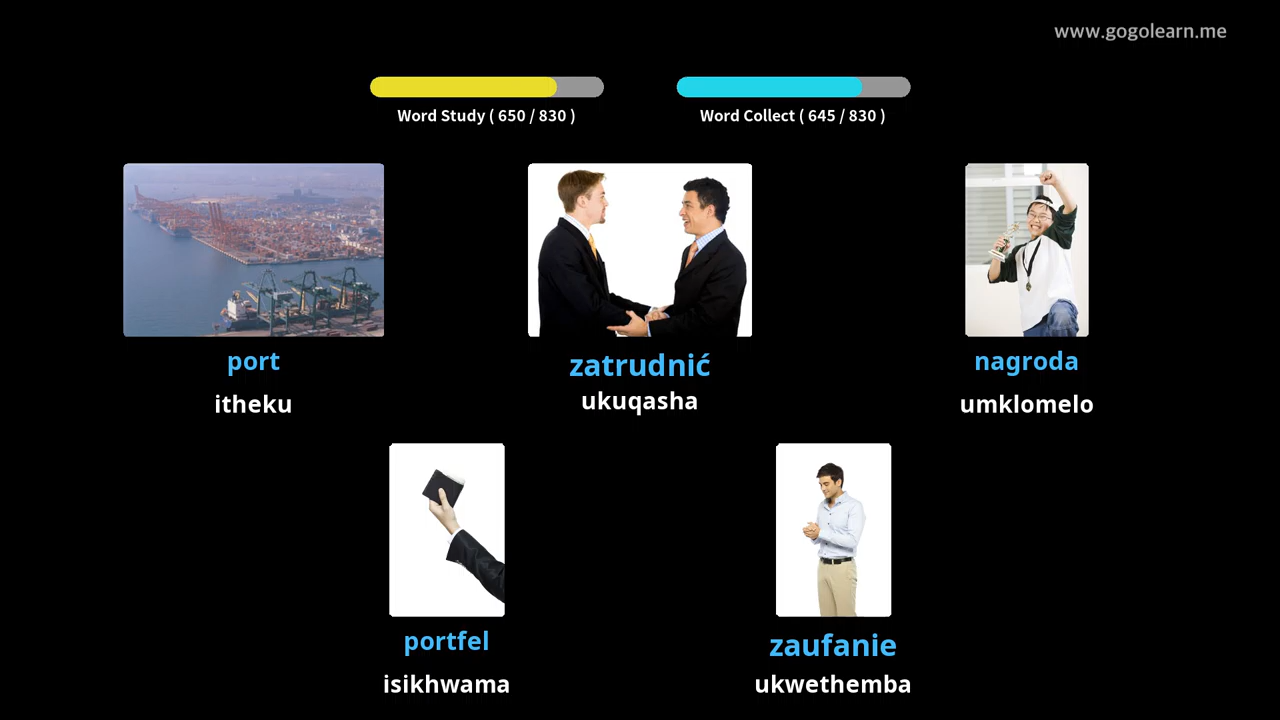 www.gogolearn.me
Word Study ( 650 / 830 )
Word Collect ( 645 / 830 )
port
itheku
zatrudnić
ukuqasha
nagroda
umklomelo
portfel
isikhwama
zaufanie
ukwethemba